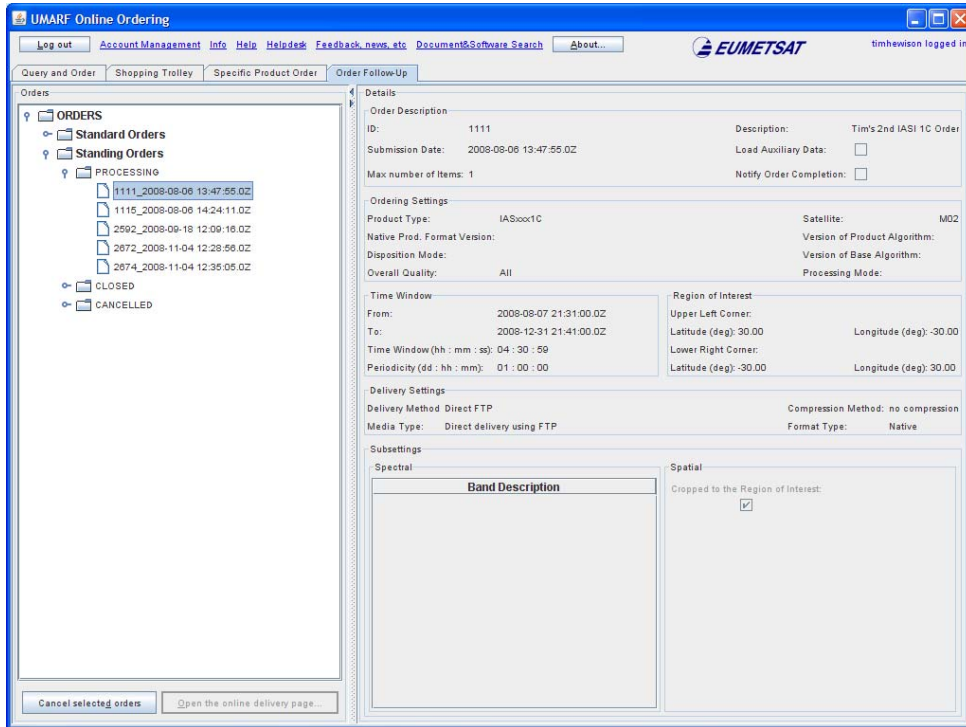 UMARF Online Ordering
Log out Account Management Info Help Helpdesk Feedback, news, etc Document&Software Search About... EUMETSAT timhewison logged in
Query and Order Shopping Trolley Specific Product Order Order Follow-Up
Orders
ORDERS
Standard Orders
Standing Orders
PROCESSING
1111_2008-08-06 13:47:55.0Z
1115_2008-08-06 14:24:11.0Z
2592_2008-09-18 12:09:16.0Z
2672_2008-11-04 12:28:56.0Z
2674_2008-11-04 12:35:05.0Z
CLOSED
CANCELLED
Cancel selected orders Open the online delivery page...
Details
Order Description
ID: 1111 Description: Tim's 2nd IASI 1C Order
Submission Date: 2008-08-06 13:47:55.0Z Load Auxiliary Data:
Max number of Items: 1 Notify Order Completion:
Ordering Settings
Product Type: IASxxx1C Satellite: M02
Native Prod. Format Version: Version of Product Algorithm:
Disposition Mode: Version of Base Algorithm:
Overall Quality: All Processing Mode:
Time Window
From: 2008-08-07 21:31:00.0Z
To: 2008-12-31 21:41:00.0Z
Time Window (hh : mm : ss): 04 : 30 : 59
Periodicity (dd : hh : mm): 01 : 00 : 00
Region of Interest
Upper Left Corner:
Latitude (deg): 30.00 Longitude (deg): -30.00
Lower Right Corner:
Latitude (deg): -30.00 Longitude (deg): 30.00
Delivery Settings
Delivery Method Direct FTP Compression Method: no compression
Media Type: Direct delivery using FTP Format Type: Native
Subsettings
Spectral
Band Description
Spatial
Cropped to the Region of Interest: